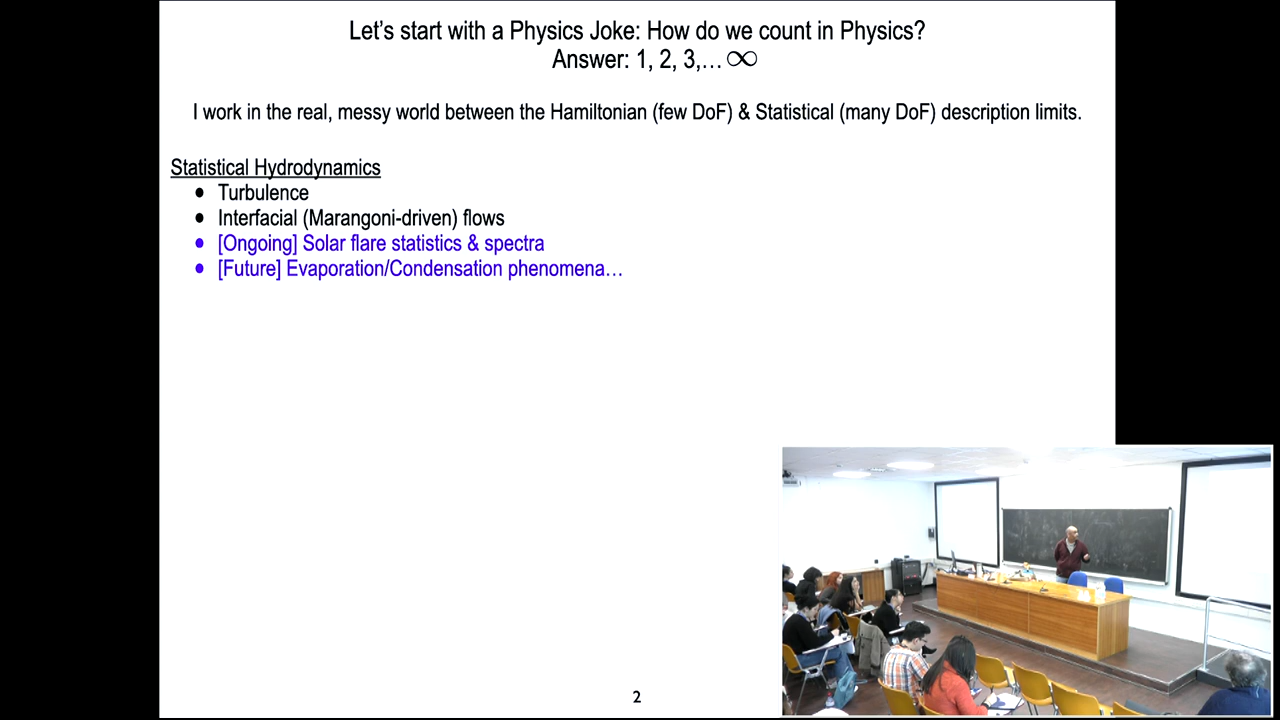 Let's start with a Physics Joke: How do we count in Physics?
Answer: 1, 2, 3,… ∞
I work in the real, messy world between the Hamiltonian (few DoF) & Statistical (many DoF) description limits.
Statistical Hydrodynamics
● Turbulence
● Interfacial (Marangoni-driven) flows
● [Ongoing] Solar flare statistics & spectra
● [Future] Evaporation/Condensation phenomena…
2